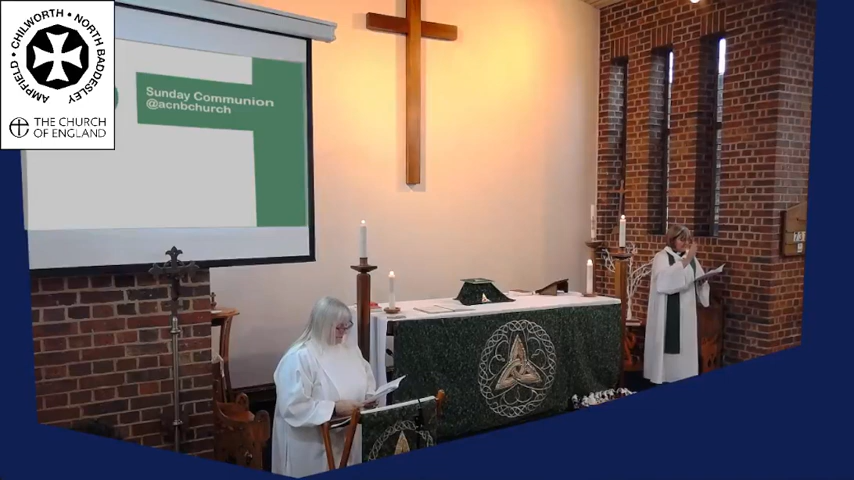 CHILWORTH • NORTH BADDESLEY • AMPFIELD •
THE CHURCH
OF ENGLAND
Sunday Communion
@acnbchurch